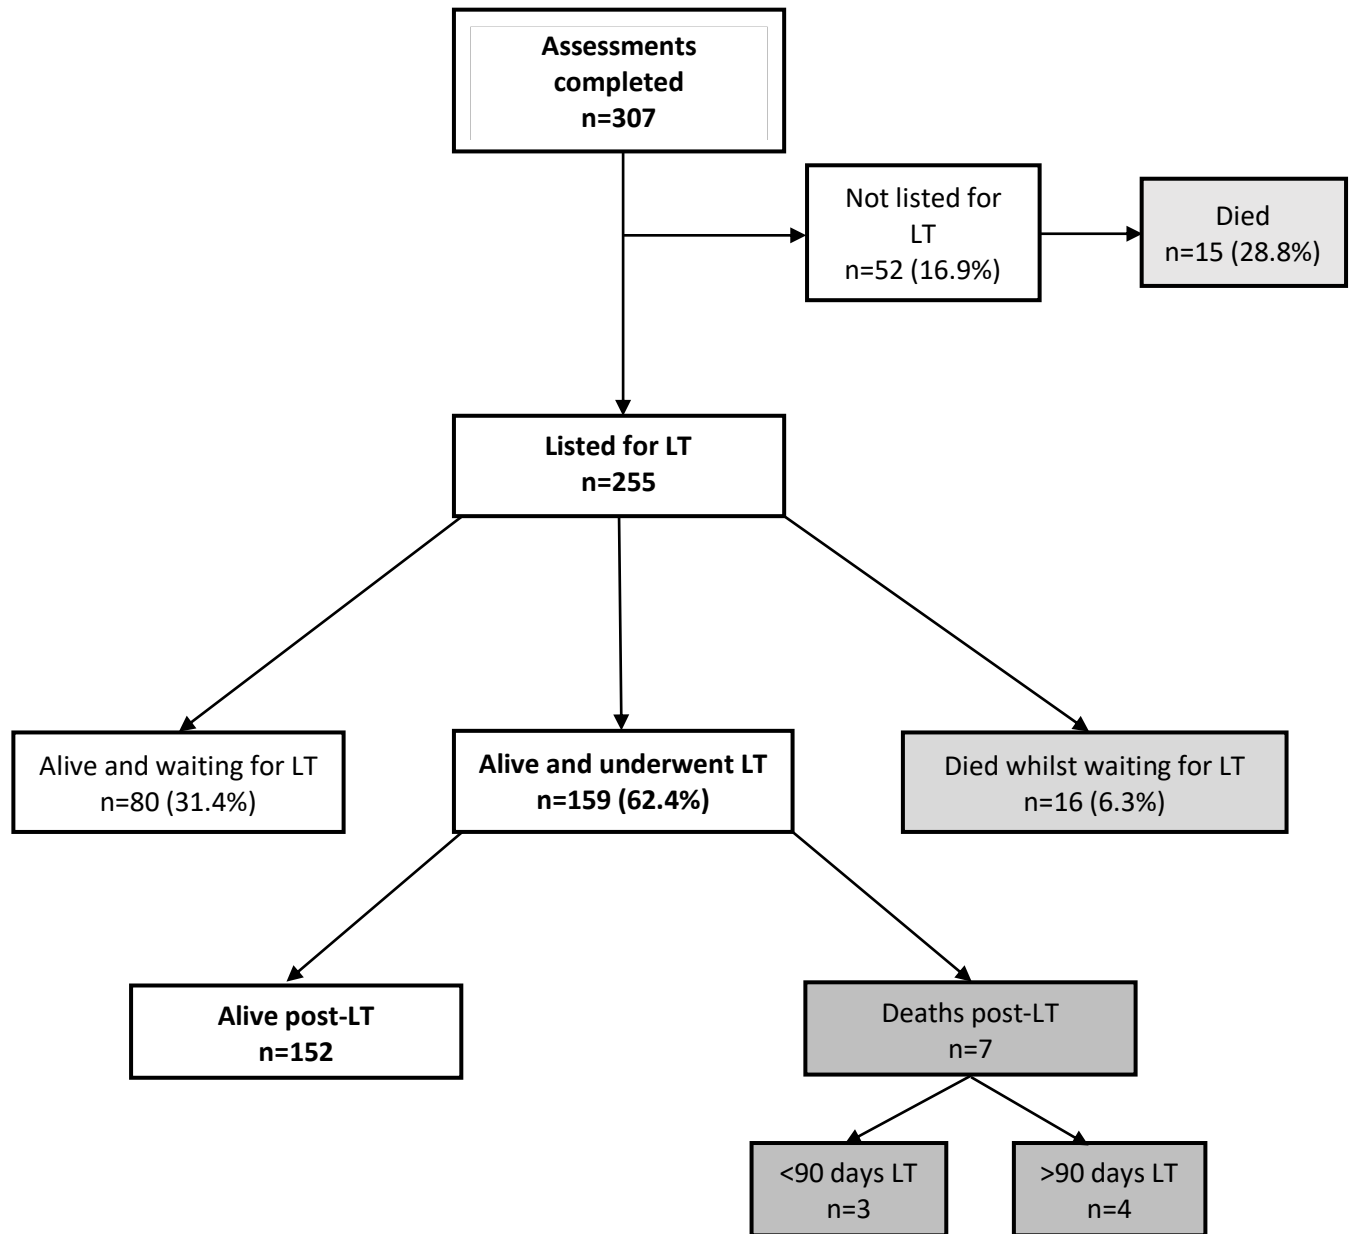 Assessments
completed
n=307
Not listed for
LT
n=52 (16.9%)
Died
n=15 (28.8%)
Listed for LT
n=255
Alive and waiting for LT
n=80 (31.4%)
Alive and underwent LT
n=159 (62.4%)
Died whilst waiting for LT
n=16 (6.3%)
Alive post-LT
n=152
Deaths post-LT
n=7
<90 days LT
n=3
>90 days LT
n=4